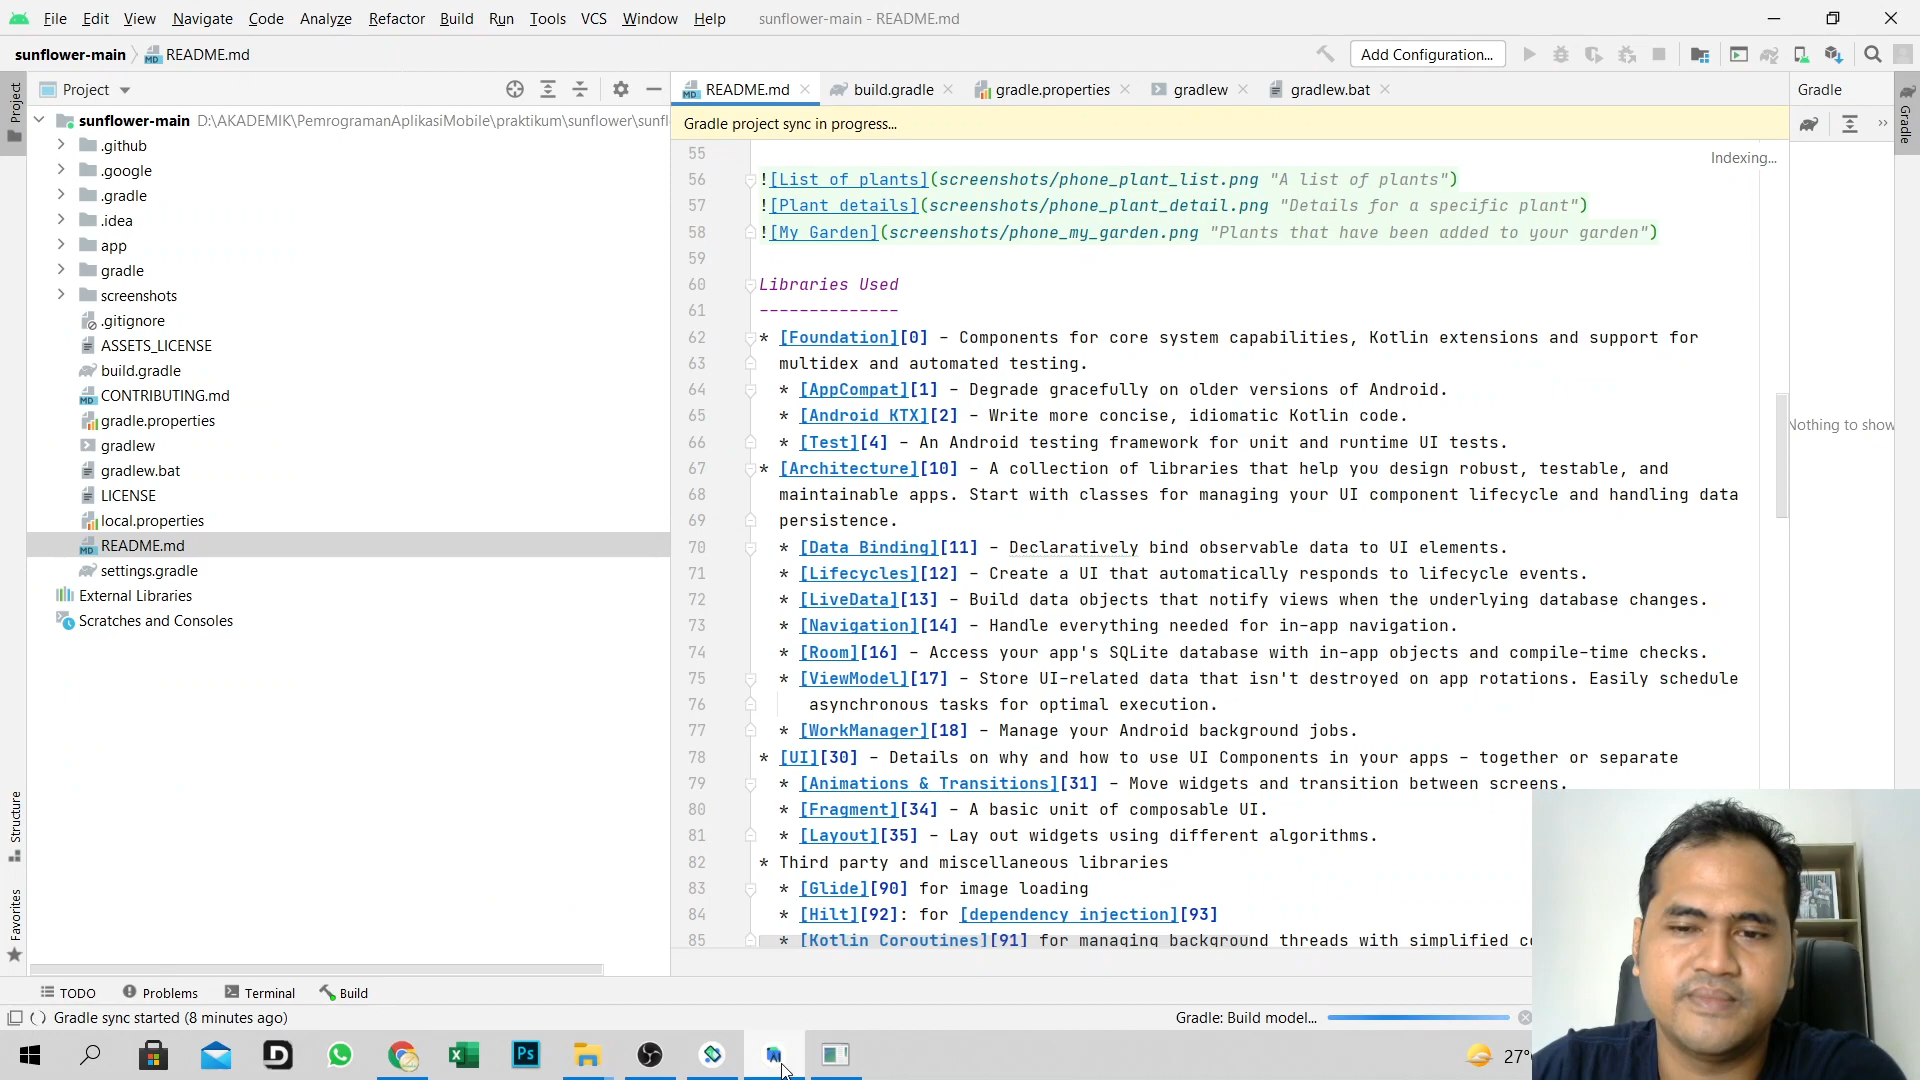 File Edit View Navigate Code Analyze Refactor Build Run Tools VCS Window Help sunflower-main - README.md
sunflower-main README.md Add Configuration...
Project
README.md build.gradle gradle.properties gradlew gradlew.bat Gradle
Gradle project sync in progress...
Indexing...
Project
sunflower-main D:\AKADEMIK\PemrogramanAplikasiMobile\praktikum\sunflower\sunfl
.github
.google
.gradle
.idea
app
gradle
screenshots
.gitignore
ASSETS_LICENSE
build.gradle
CONTRIBUTING.md
gradle.properties
gradlew
gradlew.bat
LICENSE
local.properties
README.md
settings.gradle
External Libraries
Scratches and Consoles
Structure
Favorites
55
56 ![List of plants](screenshots/phone_plant_list.png "A list of plants")
57 ![Plant details](screenshots/phone_plant_detail.png "Details for a specific plant")
58 ![My Garden](screenshots/phone_my_garden.png "Plants that have been added to your garden")
59
60 Libraries Used
61 --------------
62 * [Foundation][0] - Components for core system capabilities, Kotlin extensions and support for
63 multidex and automated testing.
64 * [AppCompat][1] - Degrade gracefully on older versions of Android.
65 * [Android KTX][2] - Write more concise, idiomatic Kotlin code.
66 * [Test][4] - An Android testing framework for unit and runtime UI tests.
67 * [Architecture][10] - A collection of libraries that help you design robust, testable, and
68 maintainable apps. Start with classes for managing your UI component lifecycle and handling data
69 persistence.
70 * [Data Binding][11] - Declaratively bind observable data to UI elements.
71 * [Lifecycles][12] - Create a UI that automatically responds to lifecycle events.
72 * [LiveData][13] - Build data objects that notify views when the underlying database changes.
73 * [Navigation][14] - Handle everything needed for in-app navigation.
74 * [Room][16] - Access your app's SQLite database with in-app objects and compile-time checks.
75 * [ViewModel][17] - Store UI-related data that isn't destroyed on app rotations. Easily schedule
76 asynchronous tasks for optimal execution.
77 * [WorkManager][18] - Manage your Android background jobs.
78 * [UI][30] - Details on why and how to use UI Components in your apps - together or separate
79 * [Animations & Transitions][31] - Move widgets and transition between screens.
80 * [Fragment][34] - A basic unit of composable UI.
81 * [Layout][35] - Lay out widgets using different algorithms.
82 * Third party and miscellaneous libraries
83 * [Glide][90] for image loading
84 * [Hilt][92]: for [dependency injection][93]
85 * [Kotlin Coroutines][91] for managing background threads with simplified c
Nothing to show
Gradle
TODO Problems Terminal Build
Gradle sync started (8 minutes ago) Gradle: Build model...
Ps
27°